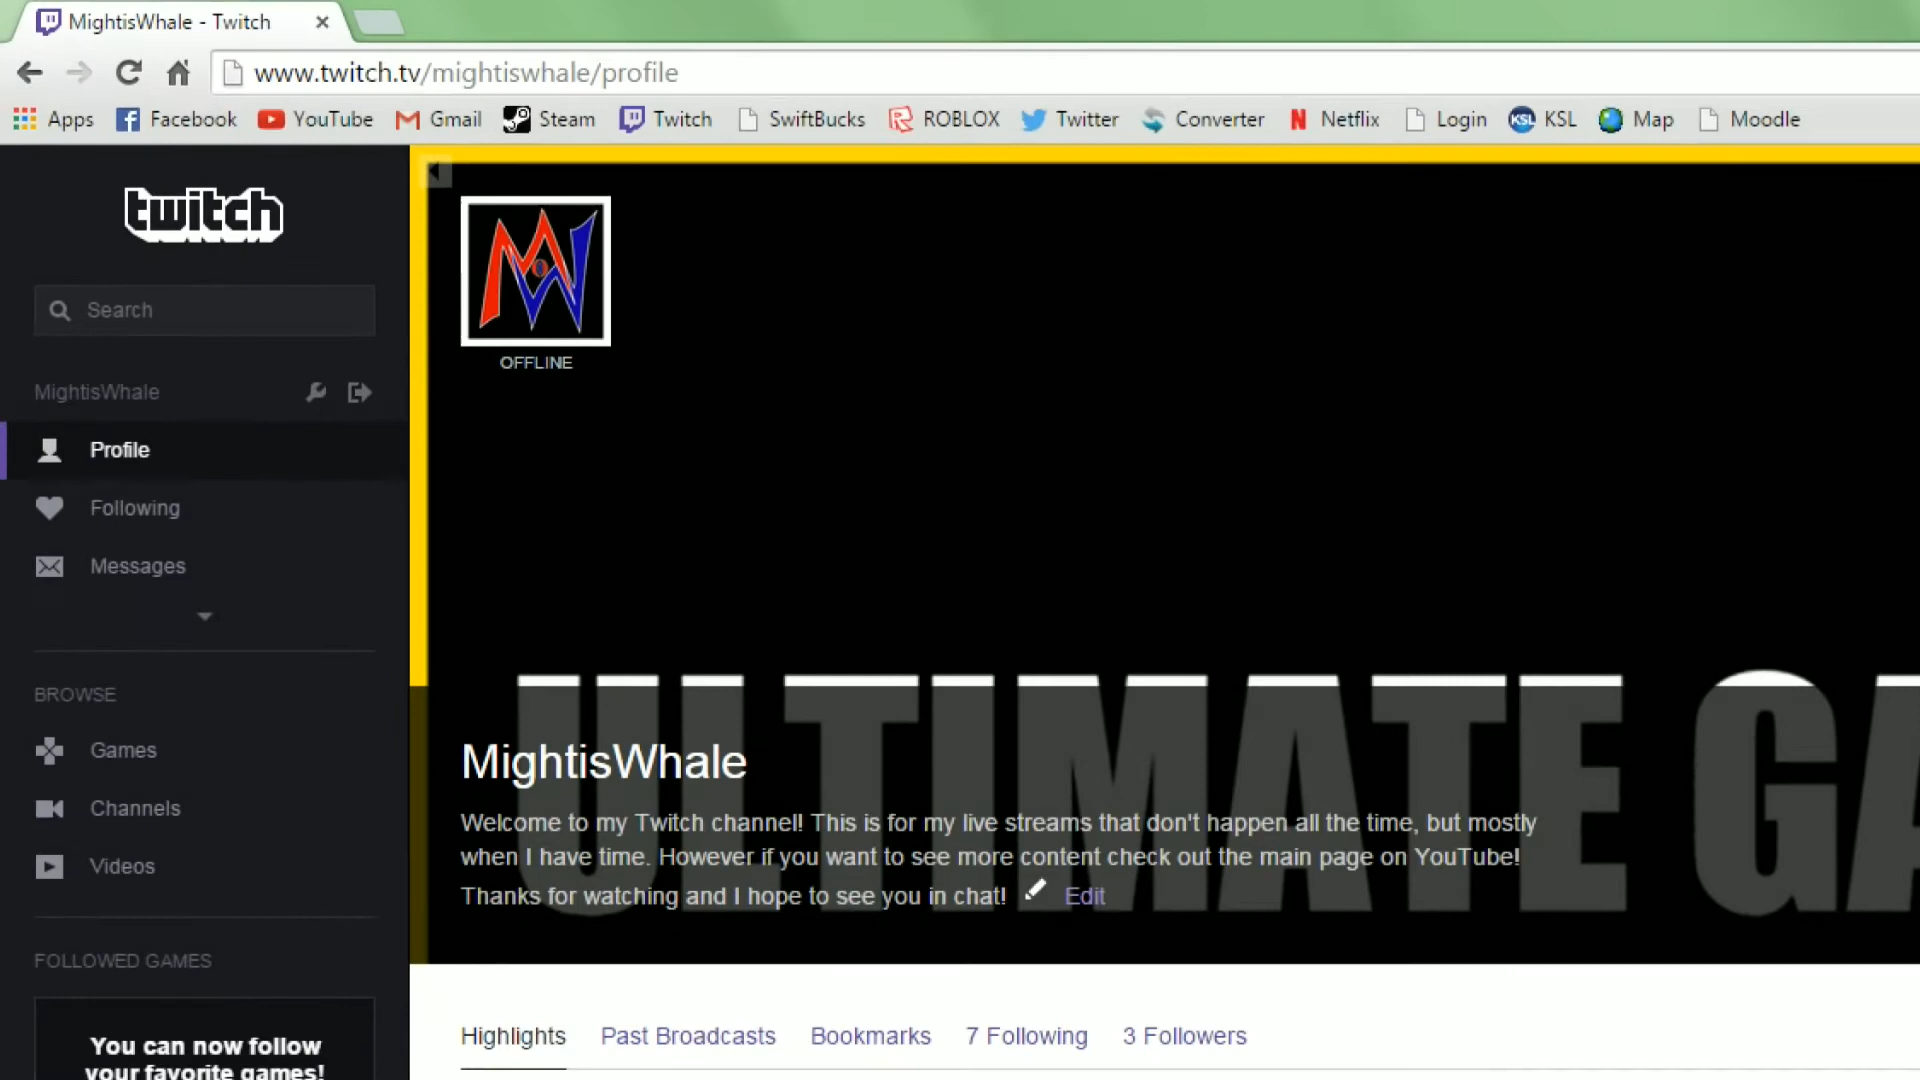 MightisWhale - Twitch
www.twitch.tv/mightiswhale/profile
Apps Facebook YouTube Gmail Steam Twitch SwiftBucks ROBLOX Twitter Converter Netflix Login KSL Map Moodle
twitch
Search
MightisWhale
Profile
Following
Messages
BROWSE
Games
Channels
Videos
FOLLOWED GAMES
You can now follow
your favorite games!
OFFLINE
ULTIMATE GA
MightisWhale
Welcome to my Twitch channel! This is for my live streams that don't happen all the time, but mostly
when I have time. However if you want to see more content check out the main page on YouTube!
Thanks for watching and I hope to see you in chat! Edit
Highlights Past Broadcasts Bookmarks 7 Following 3 Followers